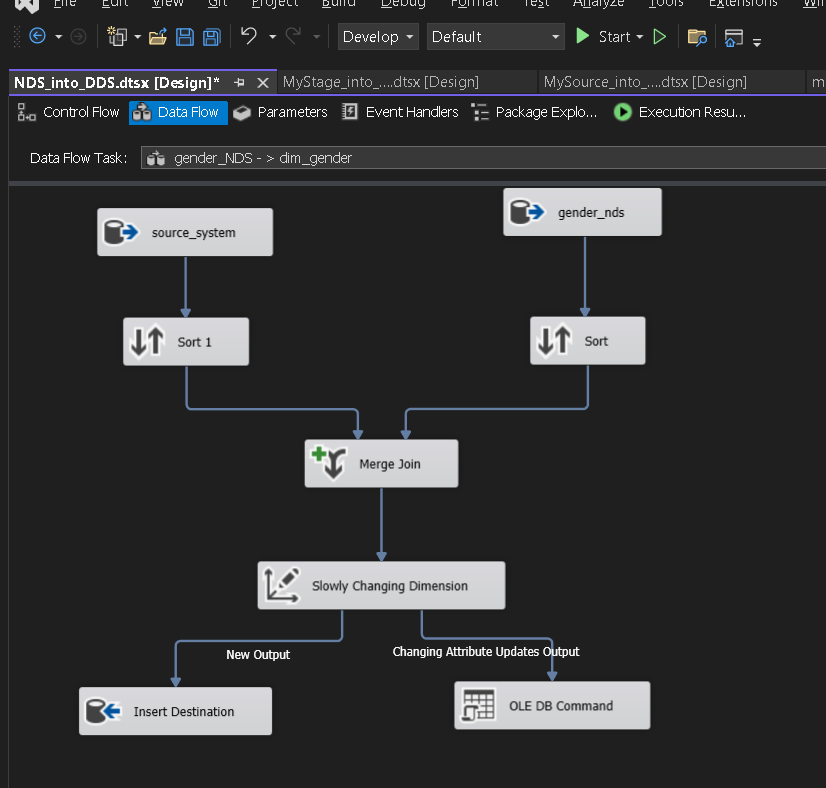 File Edit View Git Project Build Debug Format Test Analyze Tools Extensions
Develop Default Start
NDS_into_DDS.dtsx [Design]* MyStage_into_....dtsx [Design] MySource_into_....dtsx [Design]
Control Flow Data Flow Parameters Event Handlers Package Explo... Execution Resu...
Data Flow Task: gender_NDS - > dim_gender
source_system
gender_nds
Sort 1
Sort
Merge Join
Slowly Changing Dimension
New Output
Changing Attribute Updates Output
Insert Destination
OLE DB Command